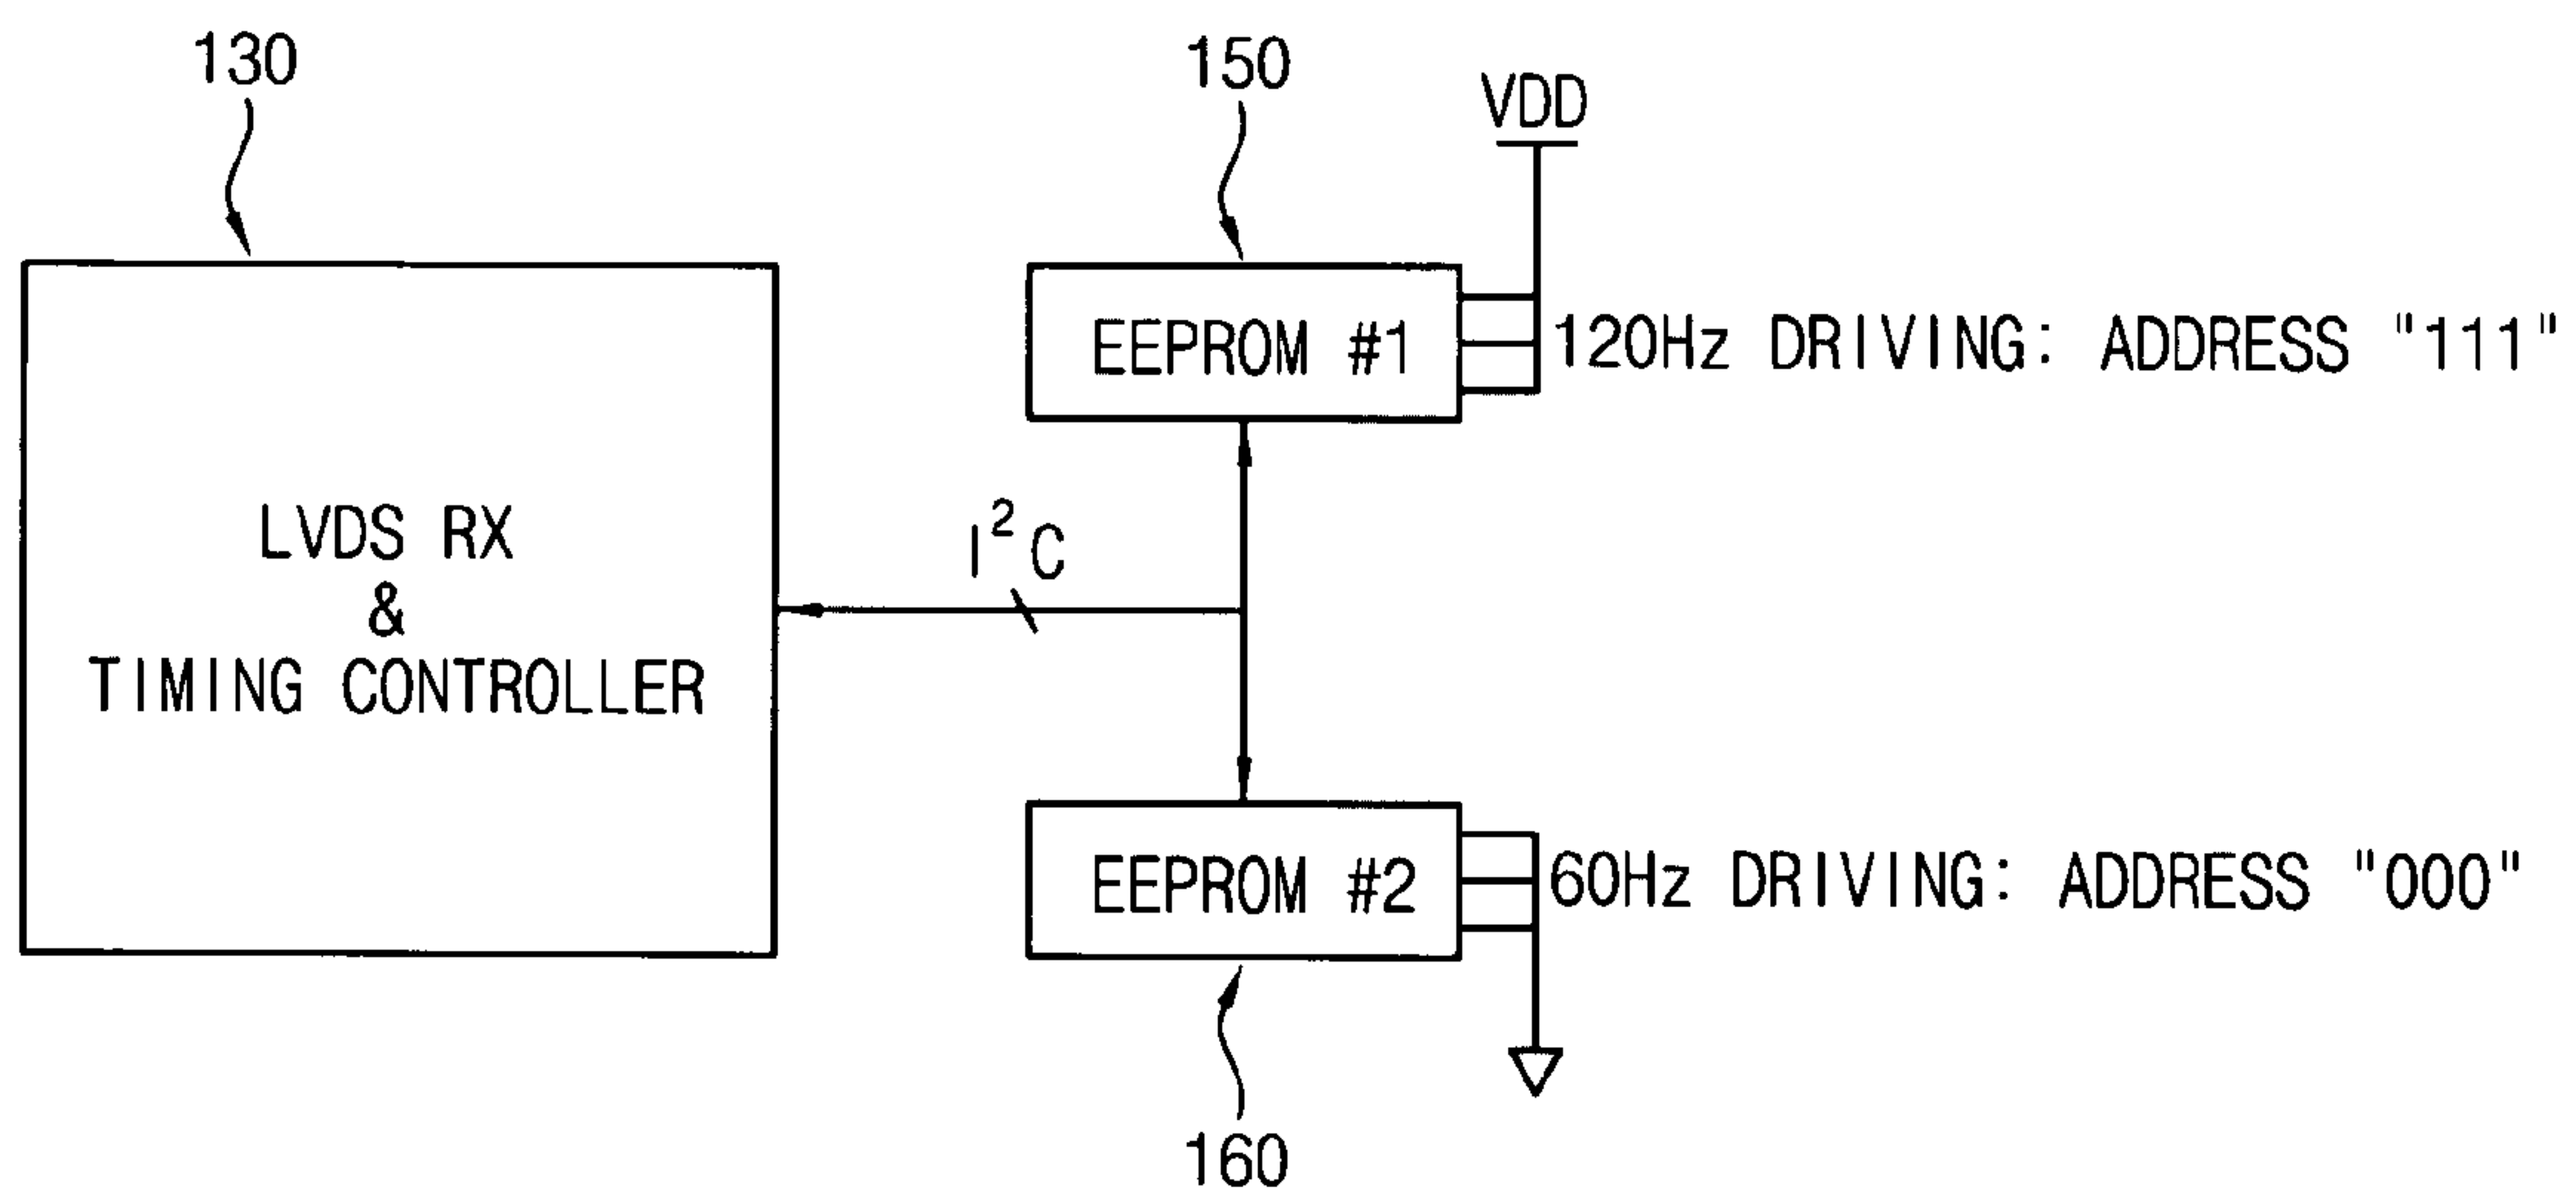 130
150
VDD
EEPROM #1
120Hz DRIVING: ADDRESS "111"
LVDS RX
&
TIMING CONTROLLER
I²C
EEPROM #2
60Hz DRIVING: ADDRESS "000"
160